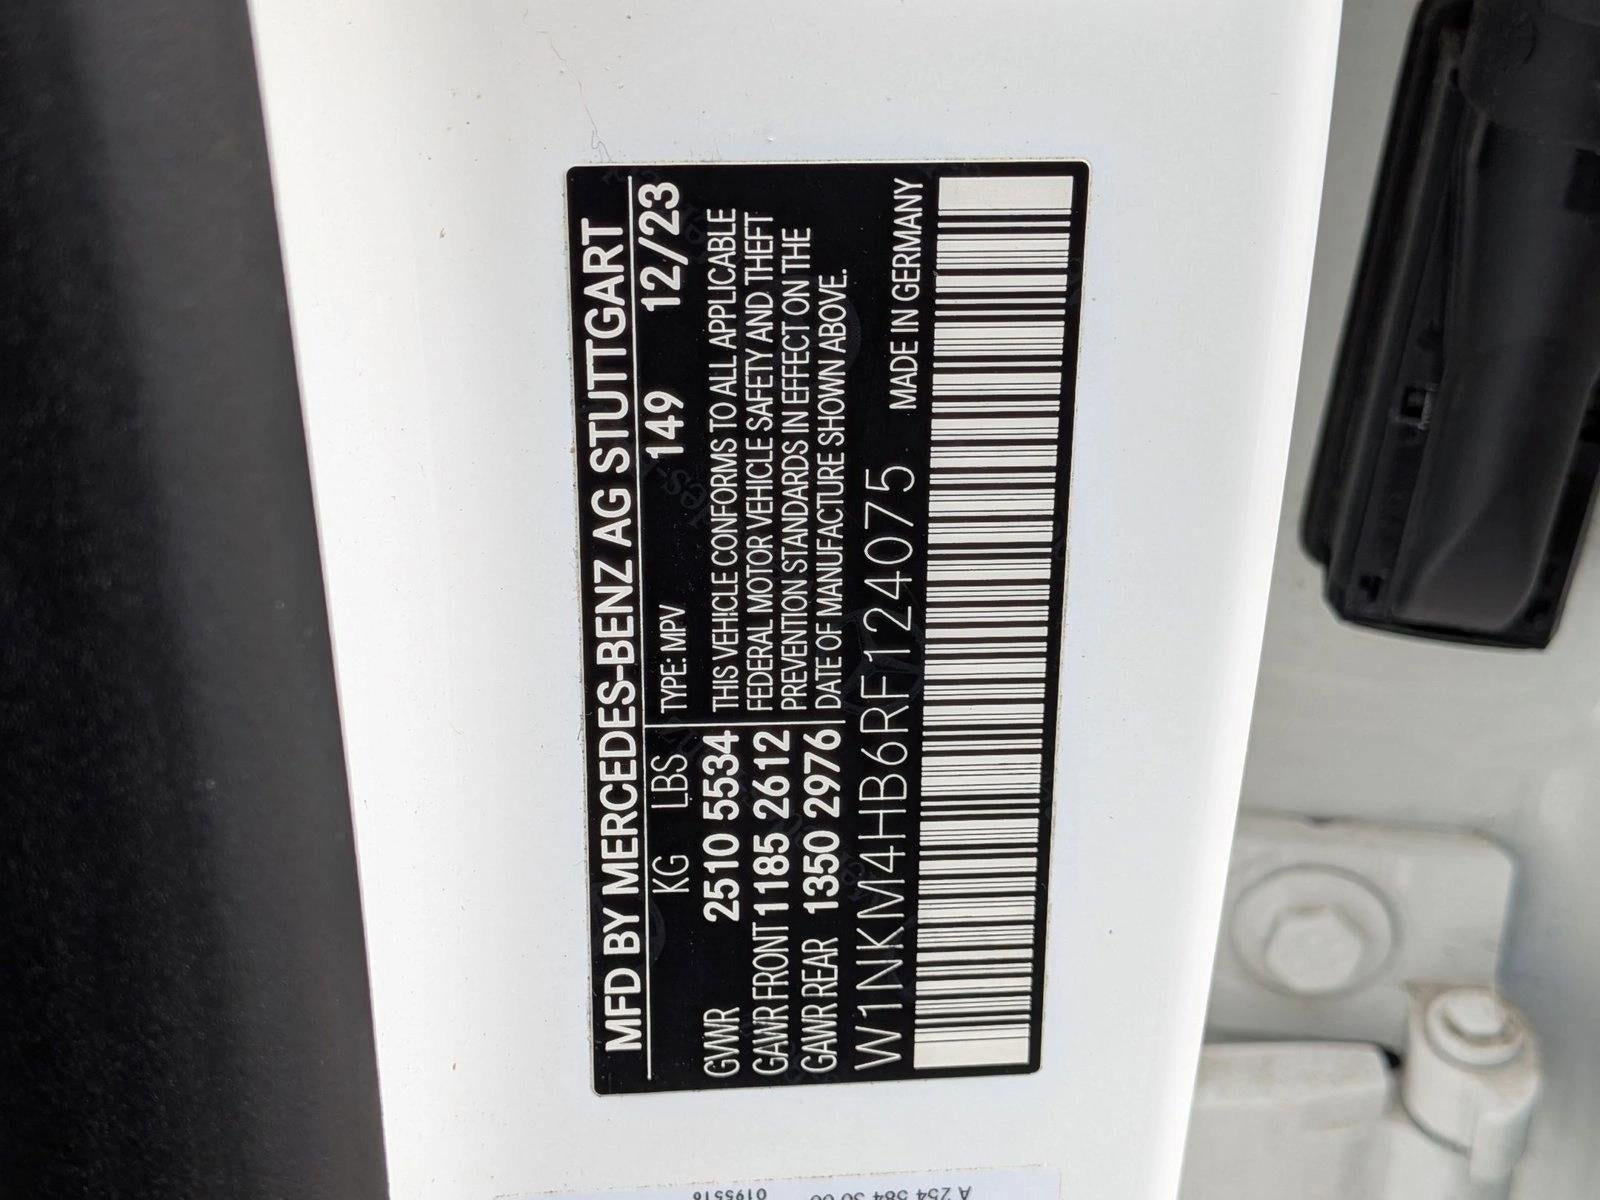 MFD BY MERCEDES-BENZ AG STUTTGART
KG LBS TYPE: MPV 149 12/23
GVWR 2510 5534
GAWR FRONT 1185 2612
GAWR REAR 1350 2976
THIS VEHICLE CONFORMS TO ALL APPLICABLE
FEDERAL MOTOR VEHICLE SAFETY AND THEFT
PREVENTION STANDARDS IN EFFECT ON THE
DATE OF MANUFACTURE SHOWN ABOVE.
W1NKM4HB6RF124075 MADE IN GERMANY
A 254 584